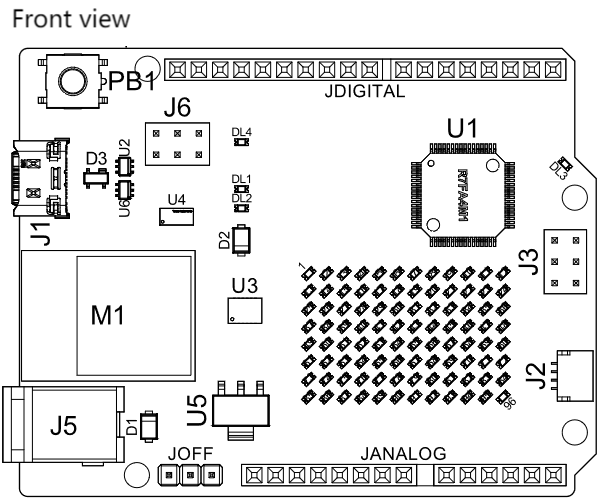 Front view
PB1
JDIGITAL
J6
U1
DL4
D3
U2
R7FA4M1
DL3
DL1
DL2
U6
U4
J1
D2
J3
1
U3
M1
J2
96
U5
J5
D1
JOFF
JANALOG